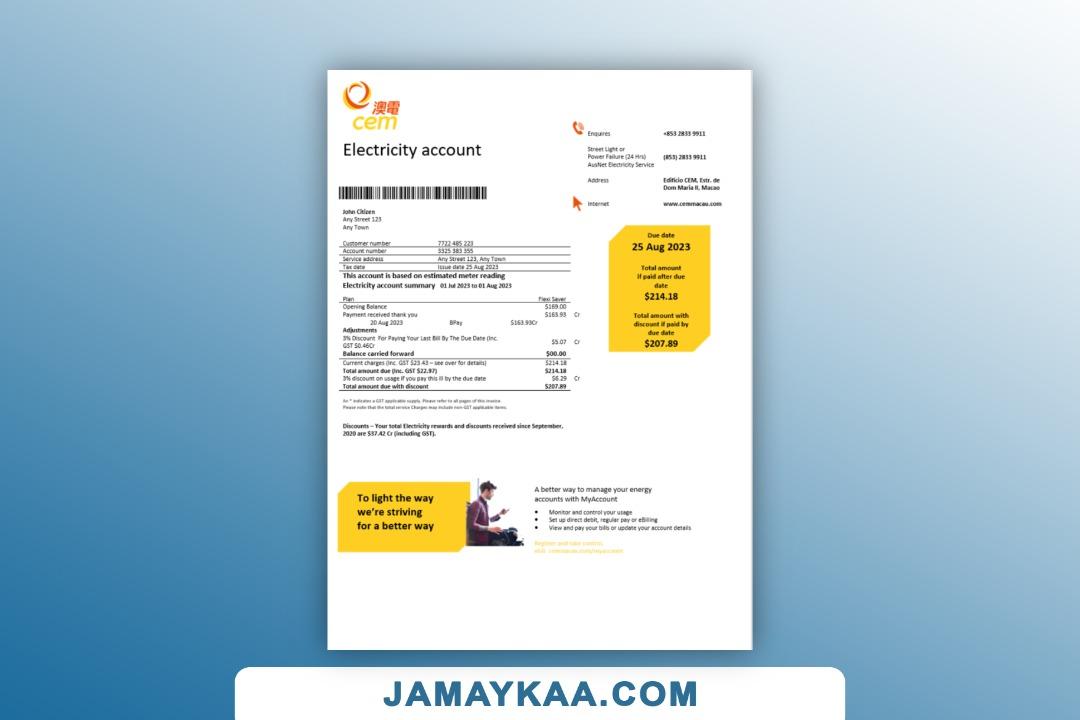 澳電
cem
Electricity account
Enquires +853 2833 9911
Street Light or
Power Failure (24 Hrs) (853) 2833 9911
AusNet Electricity Service
Address Edificio CEM, Estr. de
Dom Maria II, Macao
Internet www.cemmacau.com
John Citizen
Any Street 123
Any Town
Customer number 7722 485 223
Account number 3325 383 355
Service address Any Street 123, Any Town
Tax date Issue date 25 Aug 2023
This account is based on estimated meter reading
Electricity account summary 01 Jul 2023 to 01 Aug 2023
Plan Flexi Saver
Opening Balance $169.00
Payment received thank you $163.93 Cr
20 Aug 2023 BPay $163.93Cr
Adjustments
3% Discount For Paying Your Last Bill By The Due Date (Inc.
GST $0.46Cr $5.07 Cr
Balance carried forward $00.00
Current charges (Inc. GST $23.43 – see over for details) $214.18
Total amount due (Inc. GST $22.97) $214.18
3% discount on usage if you pay this ill by the due date $6.29 Cr
Total amount due with discount $207.89
An * indicates a GST applicable supply. Please refer to all pages of this invoice.
Please note that the total service Charges may include non-GST applicable items.
Discounts – Your total Electricity rewards and discounts received since September,
2020 are $37.42 Cr (including GST).
Due date
25 Aug 2023
Total amount
if paid after due
date
$214.18
Total amount with
discount if paid by
due date
$207.89
To light the way
we're striving
for a better way
A better way to manage your energy
accounts with MyAccount
• Monitor and control your usage
• Set up direct debit, regular pay or eBilling
• View and pay your bills or update your account details
Register and take control,
visit cemmacau.com/myaccount
JAMAYKAA.COM